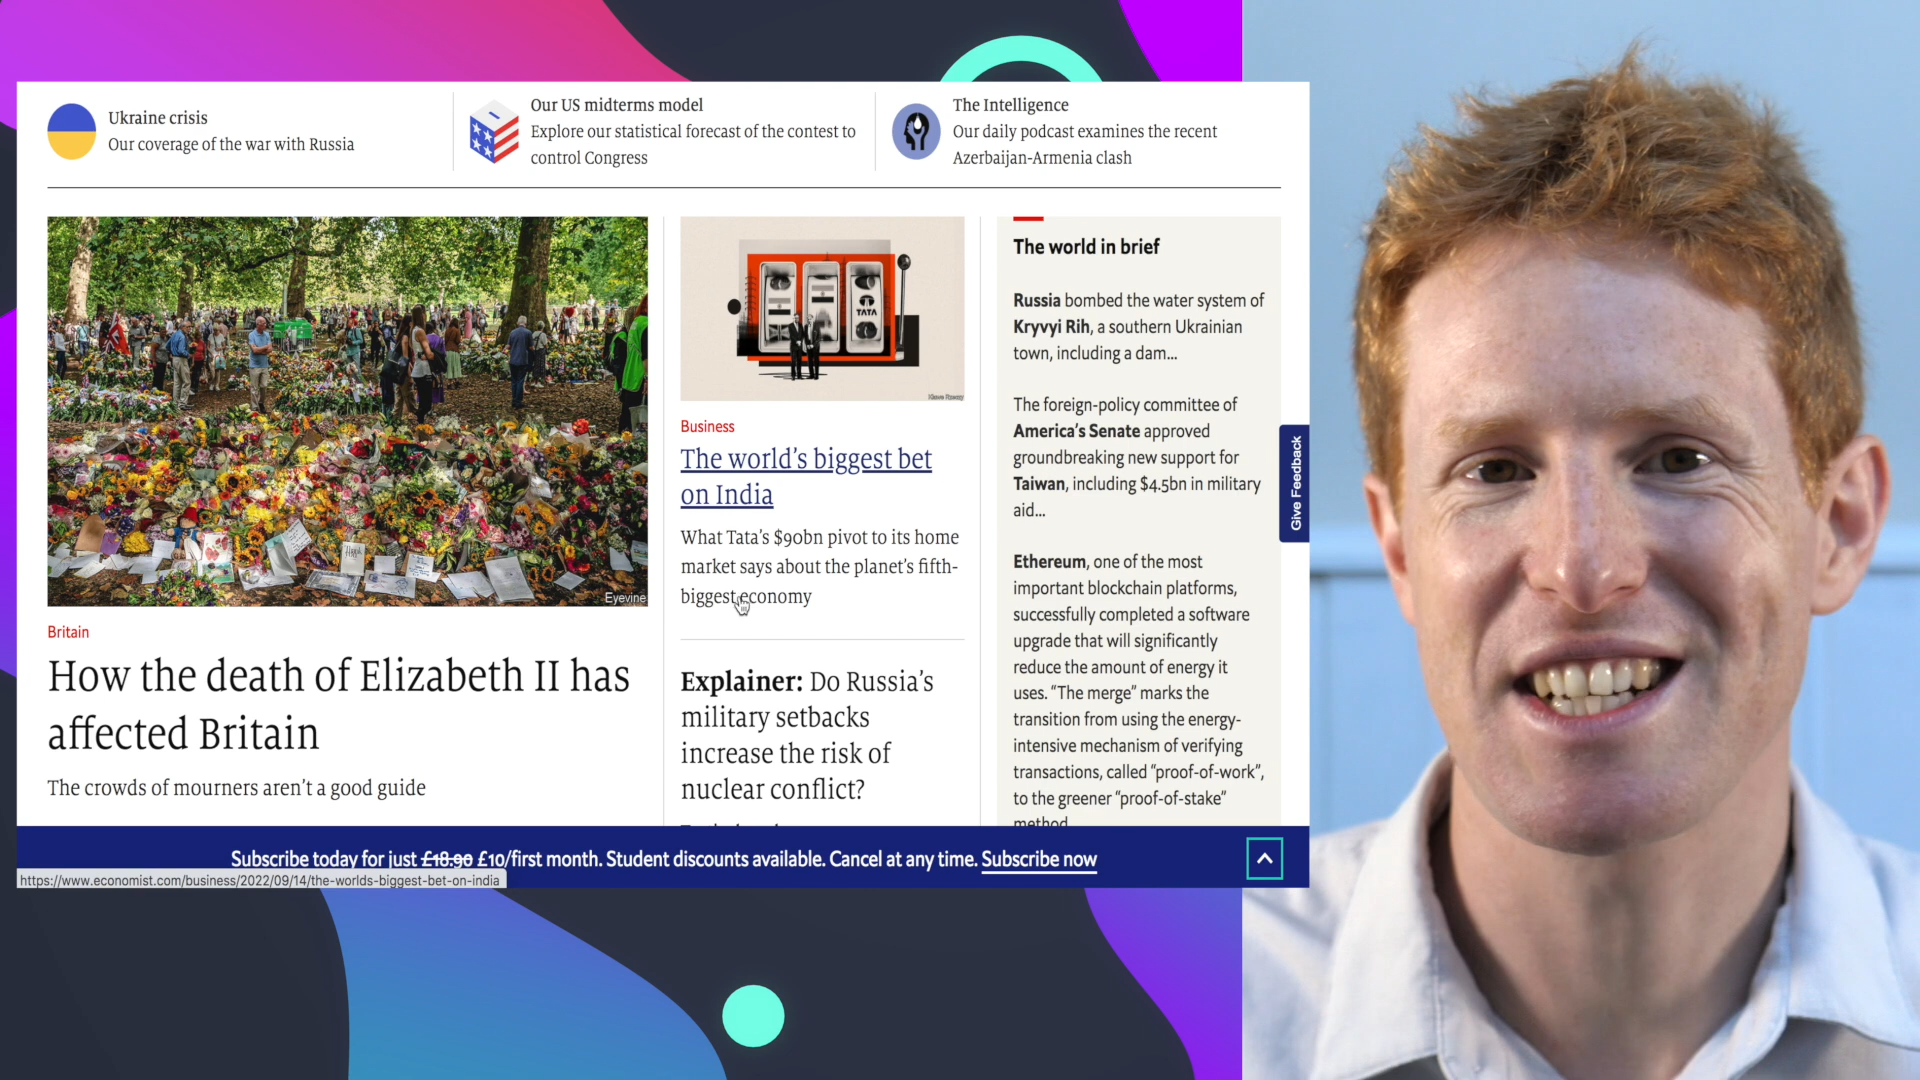 Ukraine crisis
Our coverage of the war with Russia
Our US midterms model
Explore our statistical forecast of the contest to
control Congress
The Intelligence
Our daily podcast examines the recent
Azerbaijan-Armenia clash
Eyevine
Britain
How the death of Elizabeth II has
affected Britain
The crowds of mourners aren't a good guide
TATA
Business
The world's biggest bet
on India
What Tata's $90bn pivot to its home
market says about the planet's fifth-
biggest economy
Explainer: Do Russia's
military setbacks
increase the risk of
nuclear conflict?
The world in brief
Russia bombed the water system of
Kryvyi Rih, a southern Ukrainian
town, including a dam...
The foreign-policy committee of
America's Senate approved
groundbreaking new support for
Taiwan, including $4.5bn in military
aid...
Ethereum, one of the most
important blockchain platforms,
successfully completed a software
upgrade that will significantly
reduce the amount of energy it
uses. "The merge" marks the
transition from using the energy-
intensive mechanism of verifying
transactions, called "proof-of-work",
to the greener "proof-of-stake"
method
Give Feedback
Subscribe today for just £18.90 £10/first month. Student discounts available. Cancel at any time. Subscribe now
https://www.economist.com/business/2022/09/14/the-worlds-biggest-bet-on-india